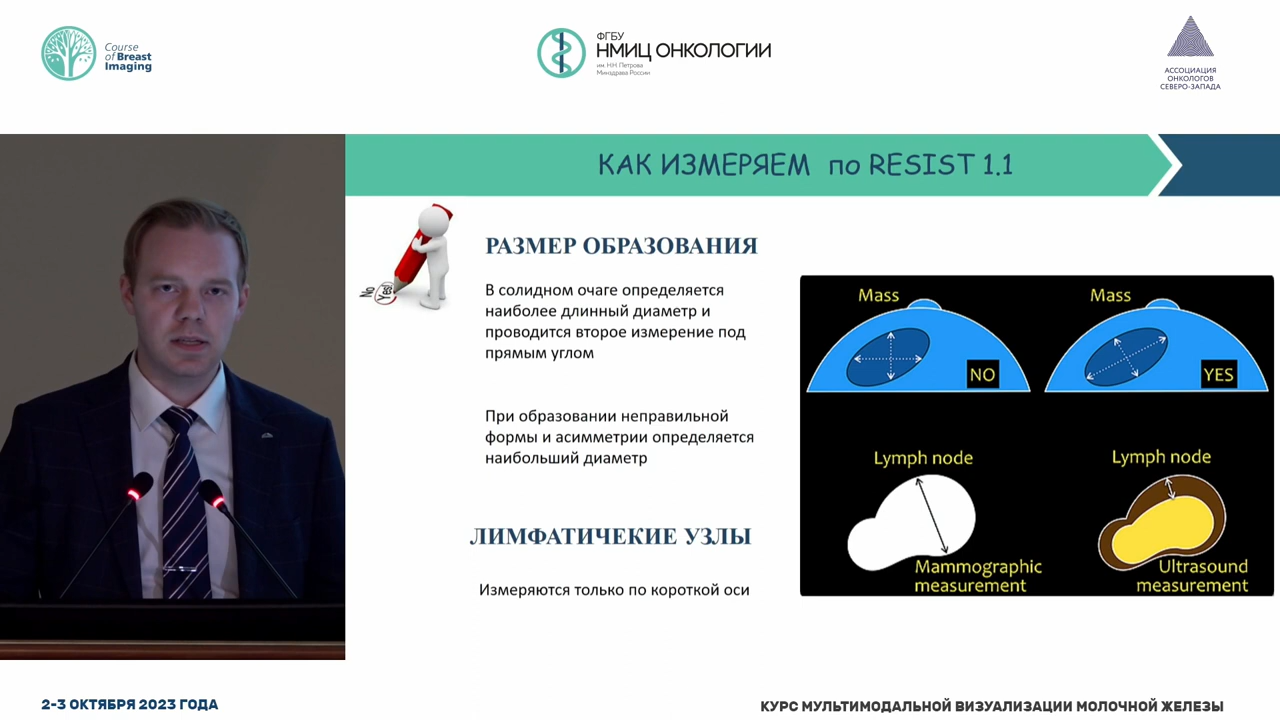 Course
of Breast
Imaging
ФГБУ
НМИЦ ОНКОЛОГИИ
им. Н.Н. Петрова
Минздрава России
АССОЦИАЦИЯ
ОНКОЛОГОВ
СЕВЕРО-ЗАПАДА
КАК ИЗМЕРЯЕМ по RESIST 1.1
No
Yes
РАЗМЕР ОБРАЗОВАНИЯ
В солидном очаге определяется
наиболее длинный диаметр и
проводится второе измерение под
прямым углом
При образовании неправильной
формы и асимметрии определяется
наибольший диаметр
ЛИМФАТИЧЕКИЕ УЗЛЫ
Измеряются только по короткой оси
Mass
NO
Mass
YES
Lymph node
Mammographic
measurement
Lymph node
Ultrasound
measurement
2-3 ОКТЯБРЯ 2023 ГОДА
КУРС МУЛЬТИМОДАЛЬНОЙ ВИЗУАЛИЗАЦИИ МОЛОЧНОЙ ЖЕЛЕЗЫ